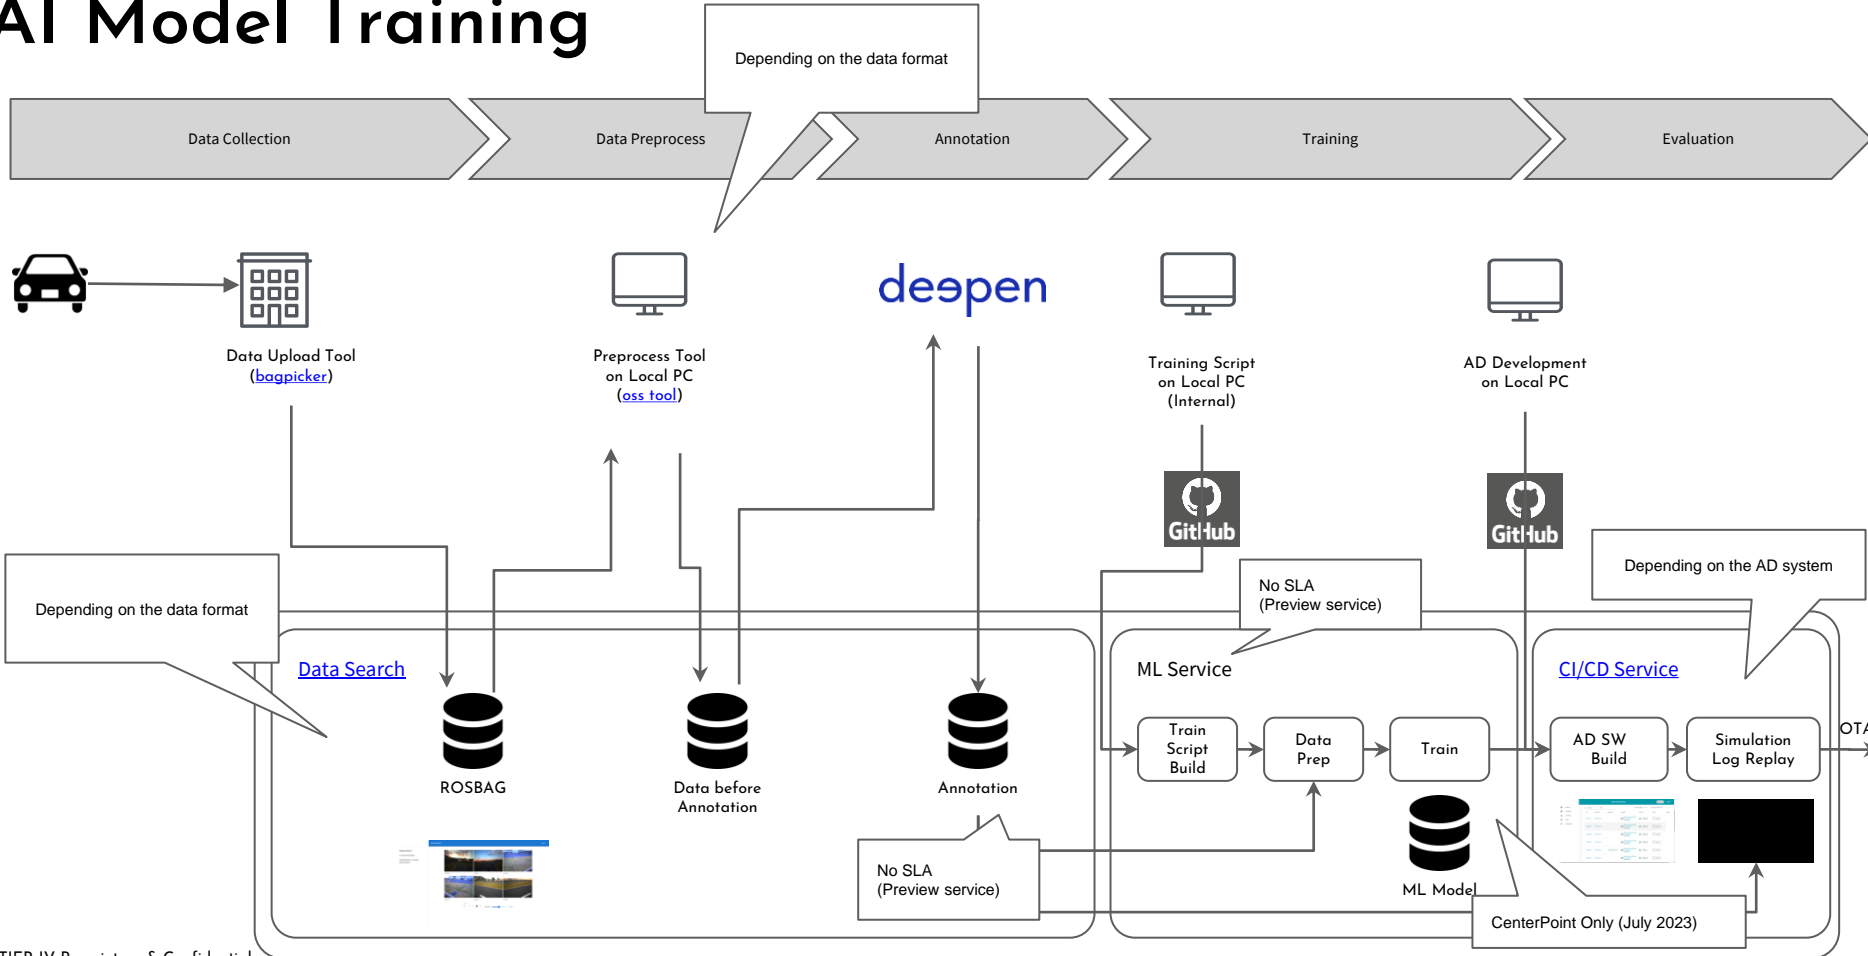 AI Model Training
Depending on the data format
Data Collection
Data Preprocess
Annotation
Training
Evaluation
deepen
Data Upload Tool
(bagpicker)
Preprocess Tool
on Local PC
(oss tool)
Training Script
on Local PC
(Internal)
AD Development
on Local PC
GitHub
GitHub
Depending on the data format
No SLA
(Preview service)
Depending on the AD system
Data Search
ML Service
CI/CD Service
ROSBAG
Data before
Annotation
Annotation
Train
Script
Build
Data
Prep
Train
AD SW
Build
Simulation
Log Replay
OTA
No SLA
(Preview service)
ML Model
CenterPoint Only (July 2023)